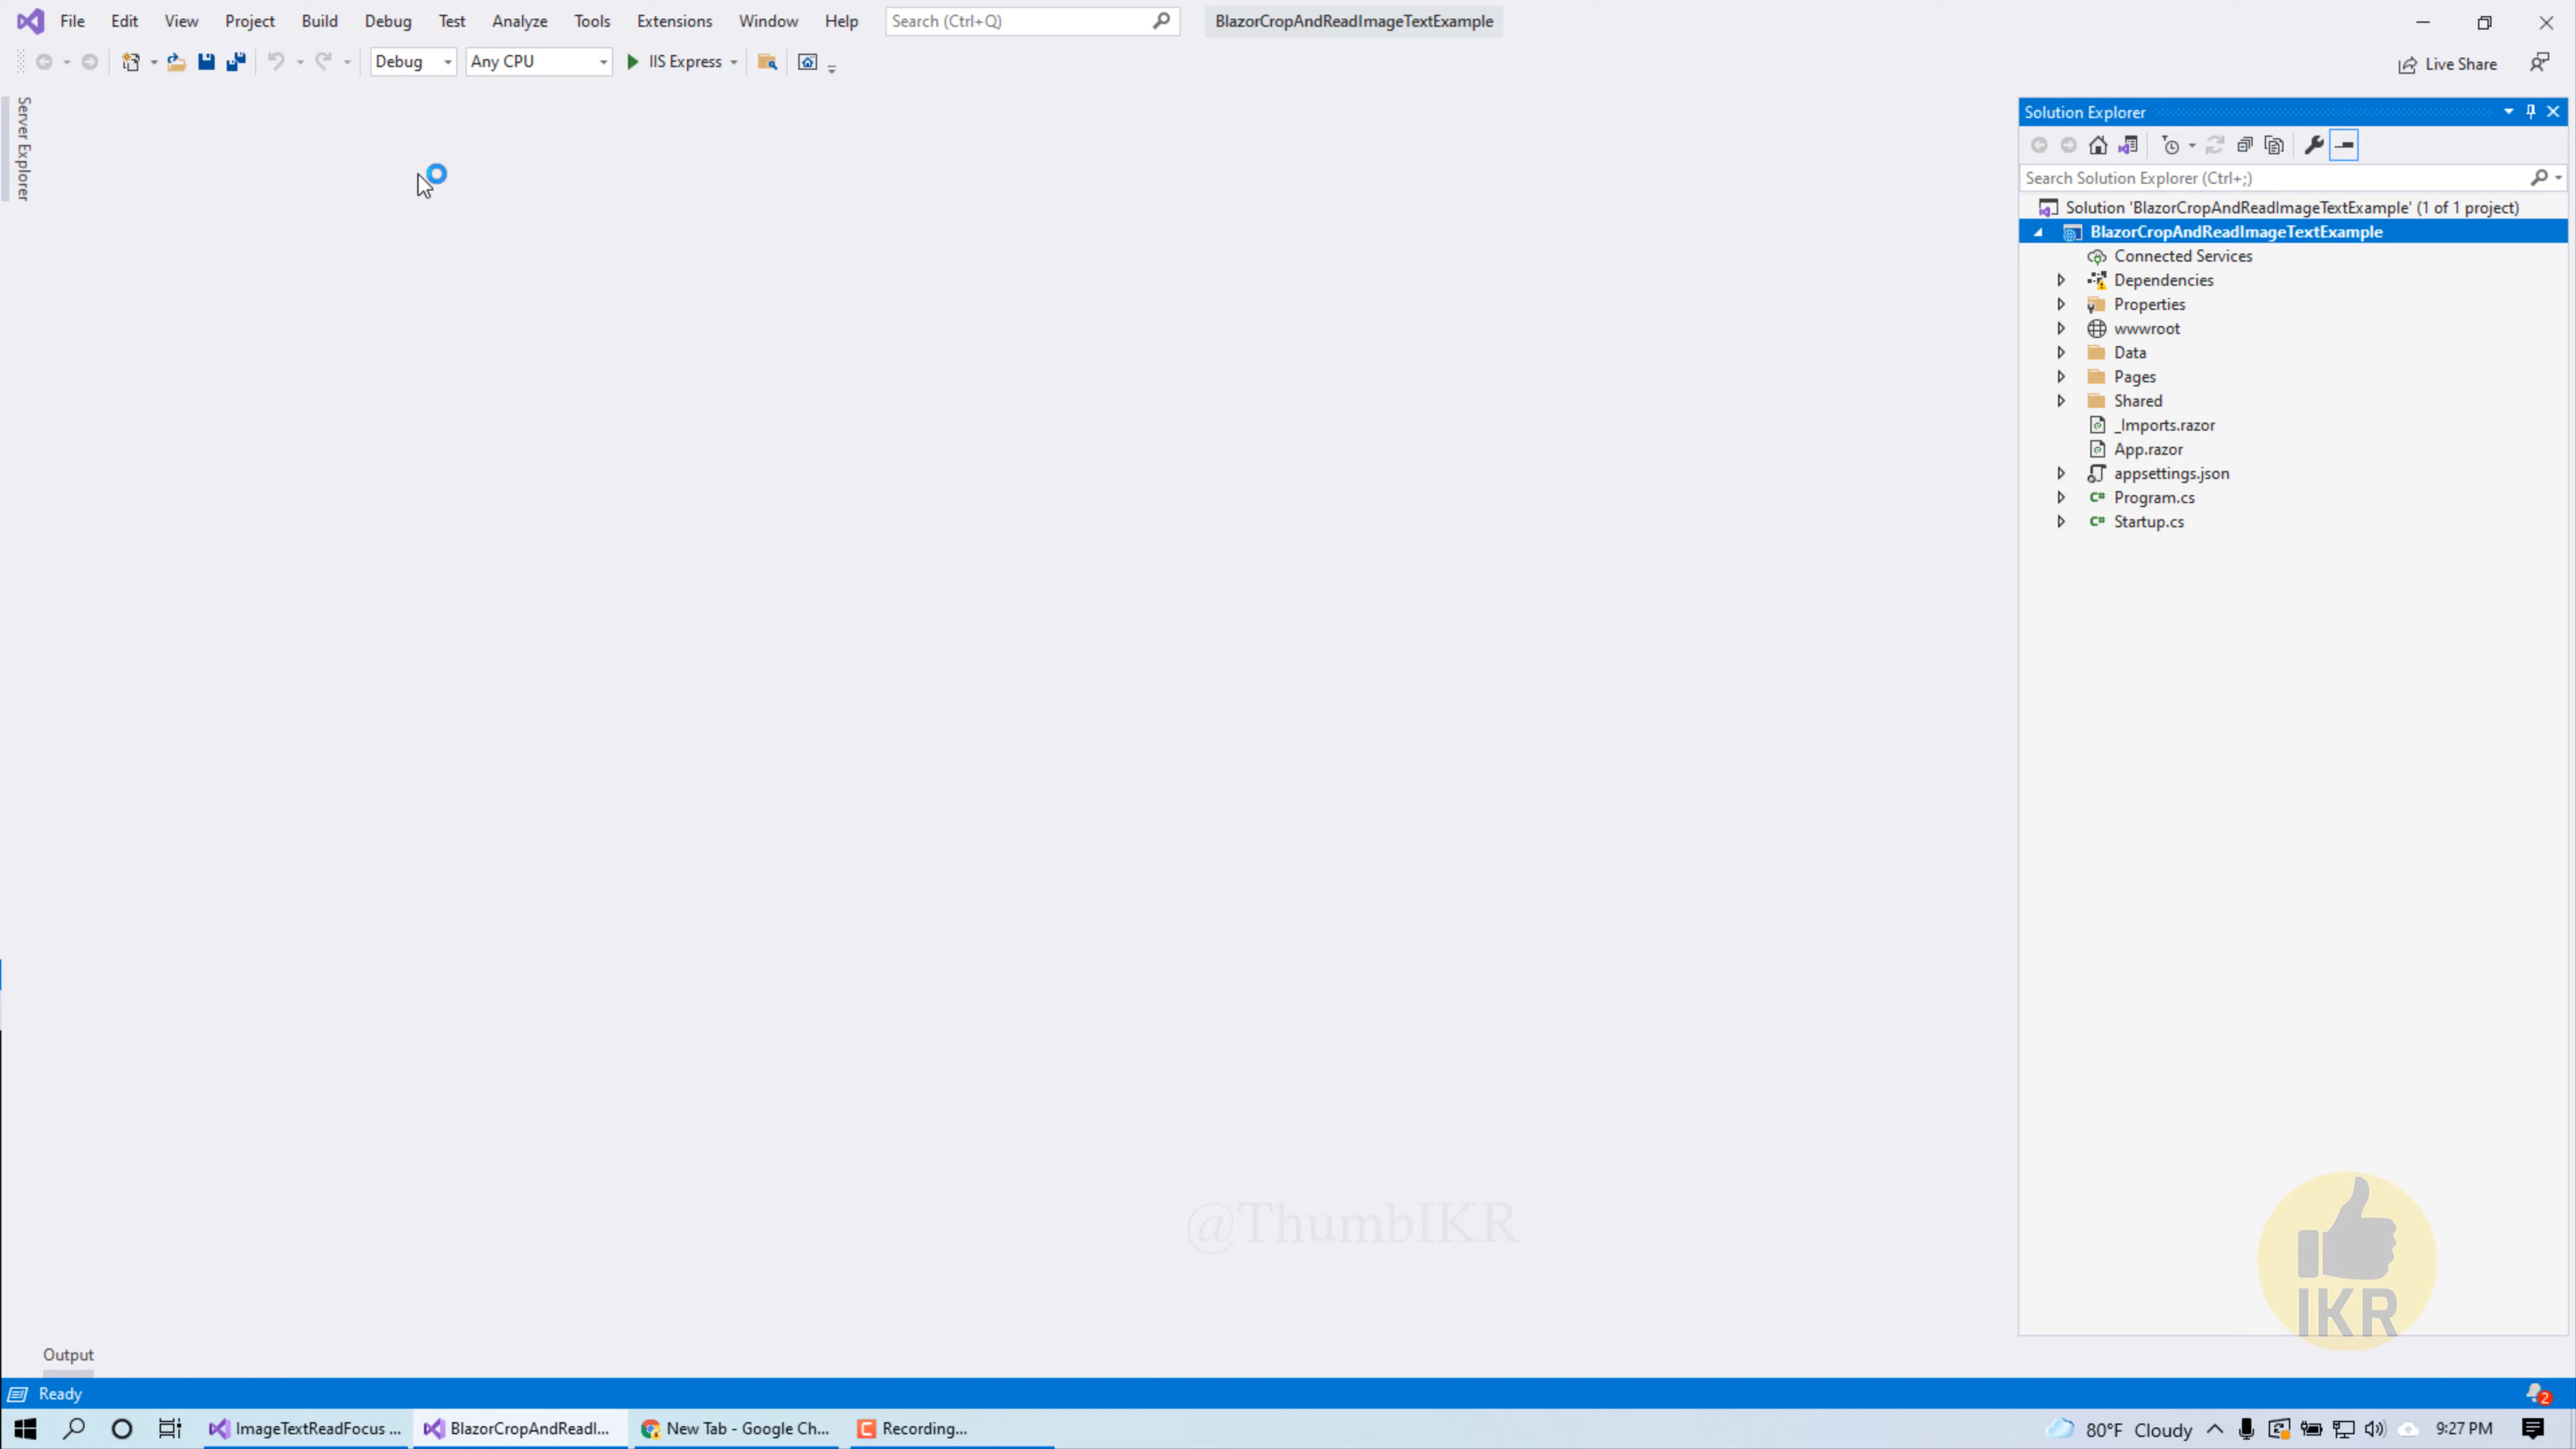 File Edit View Project Build Debug Test Analyze Tools Extensions Window Help Search (Ctrl+Q) BlazorCropAndReadImageTextExample
Debug Any CPU IIS Express Live Share
Server Explorer
Solution Explorer
Search Solution Explorer (Ctrl+;)
Solution 'BlazorCropAndReadImageTextExample' (1 of 1 project)
BlazorCropAndReadImageTextExample
Connected Services
Dependencies
Properties
wwwroot
Data
Pages
Shared
_Imports.razor
App.razor
appsettings.json
C# Program.cs
C# Startup.cs
@ThumbIKR
IKR
Output
Ready 2
ImageTextReadFocus ... BlazorCropAndReadI... New Tab - Google Ch... Recording... 80°F Cloudy 9:27 PM